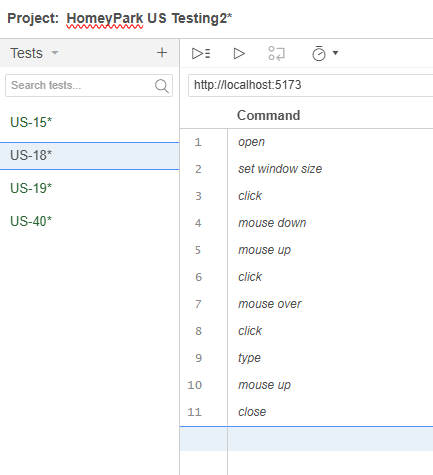 Project: HomeyPark US Testing2*
Tests
Search tests...
US-15*
US-18*
US-19*
US-40*
http://localhost:5173
Command
1 open
2 set window size
3 click
4 mouse down
5 mouse up
6 click
7 mouse over
8 click
9 type
10 mouse up
11 close